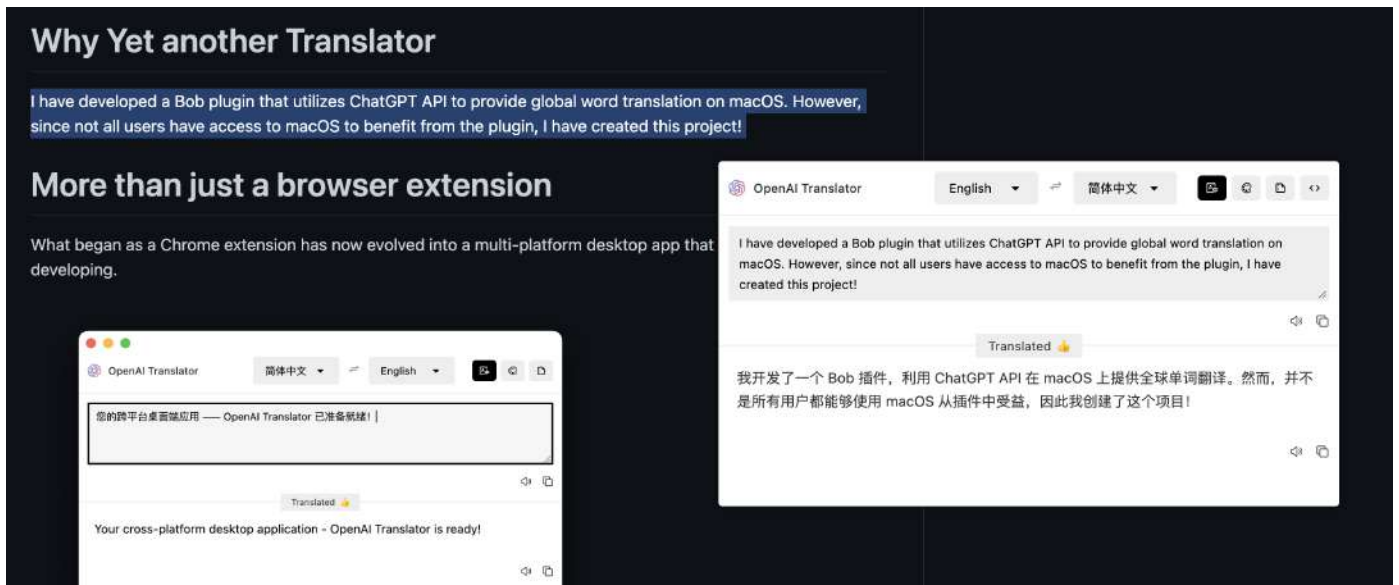 Why Yet another Translator
I have developed a Bob plugin that utilizes ChatGPT API to provide global word translation on macOS. However,
since not all users have access to macOS to benefit from the plugin, I have created this project!
More than just a browser extension
What began as a Chrome extension has now evolved into a multi-platform desktop app that
developing.
OpenAI Translator
简体中文
English
您的跨平台桌面端应用 —— OpenAI Translator 已准备就绪!
Translated 👍
Your cross-platform desktop application - OpenAI Translator is ready!
OpenAI Translator
English
简体中文
I have developed a Bob plugin that utilizes ChatGPT API to provide global word translation on
macOS. However, since not all users have access to macOS to benefit from the plugin, I have
created this project!
Translated 👍
我开发了一个 Bob 插件，利用 ChatGPT API 在 macOS 上提供全球单词翻译。然而，并不
是所有用户都能够使用 macOS 从插件中受益，因此我创建了这个项目！